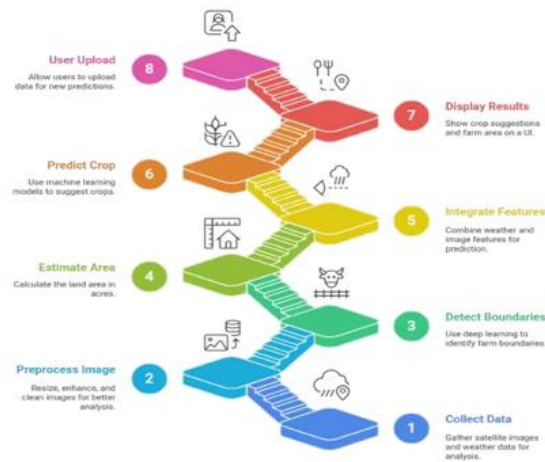 User Upload
Allow users to upload
data for new predictions.
8
7
Display Results
Show crop suggestions
and farm area on a UI.
Predict Crop
Use machine learning
models to suggest crops.
6
5
Integrate Features
Combine weather and
image features for
prediction.
Estimate Area
Calculate the land area in
acres.
4
3
Detect Boundaries
Use deep learning to
identify farm boundaries
Preprocess Image
Resize, enhance, and
clean images for better
analysis.
2
1
Collect Data
Gather satellite images
and weather data for
analysis.